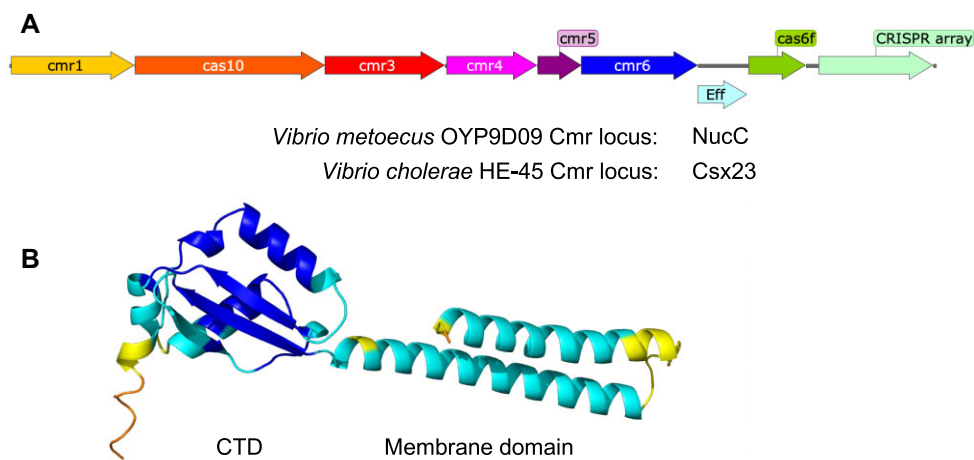 A
cmr5
cas6f
CRISPR array
cmr1
cas10
cmr3
cmr4
cmr6
Eff
Vibrio metoecus OYP9D09 Cmr locus: NucC
Vibrio cholerae HE-45 Cmr locus: Csx23
B
CTD
Membrane domain